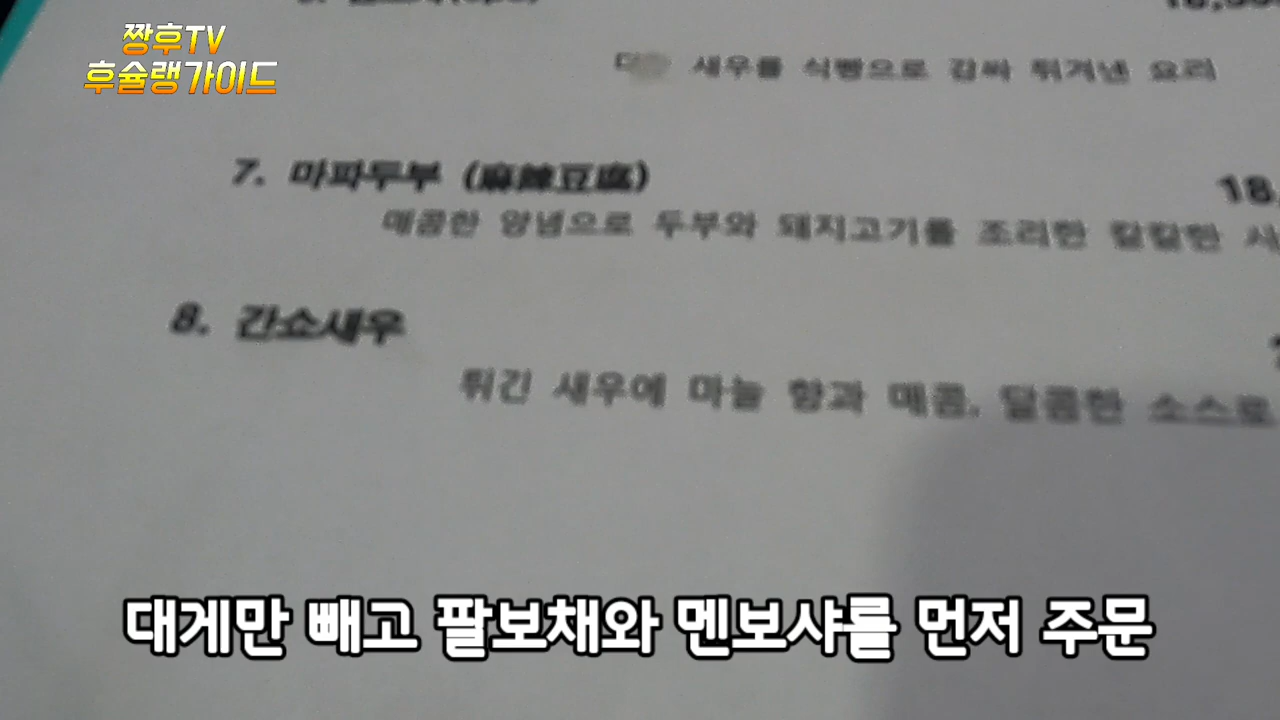 짱후TV
후슐랭가이드
새우를 식빵으로 감싸 튀겨낸 요리
7. 마파두부 (麻辣豆腐)
18,
매콤한 양념으로 두부와 돼지고기를 조리한 칼칼한
8. 간쇼새우
튀긴 새우에 마늘 향과 매콤, 달콤한 소스로
대게만 빼고 팔보채와 멘보샤를 먼저 주문